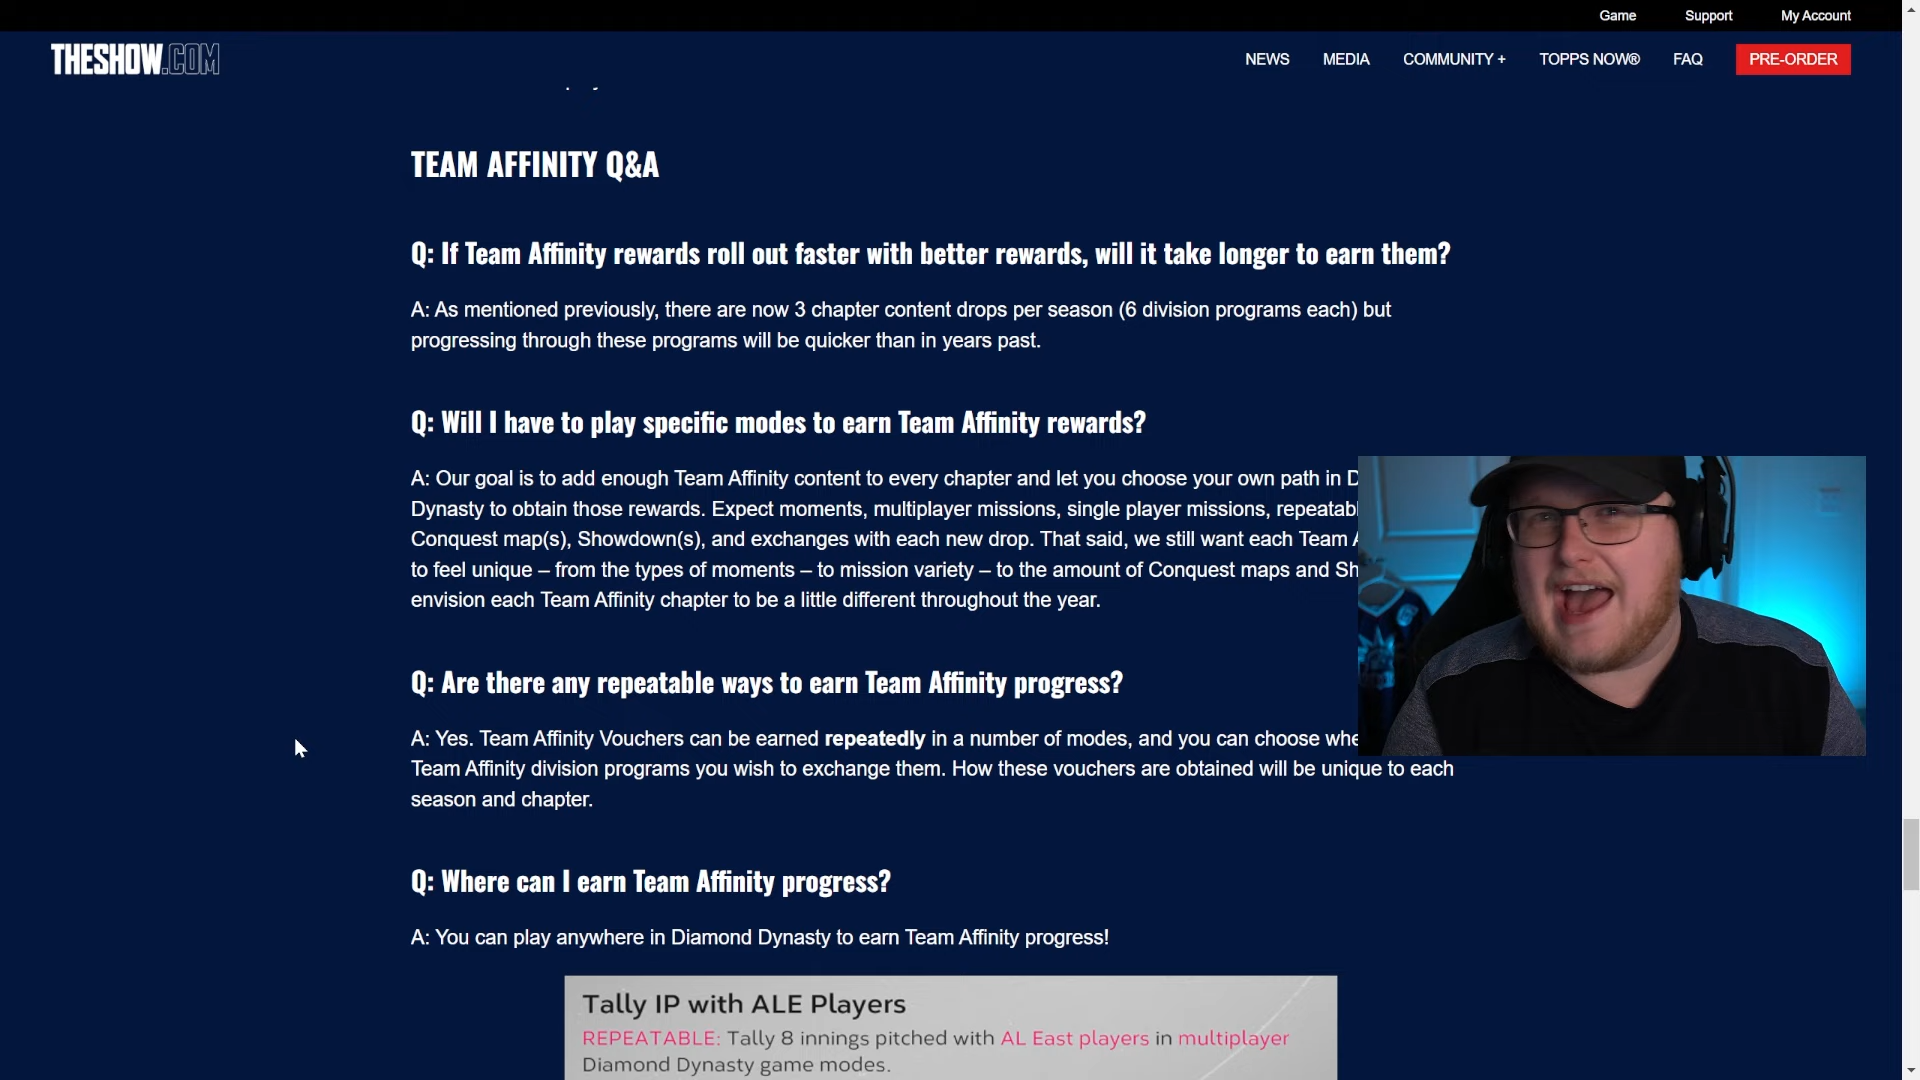 Game Support My Account
THESHOW.COM
NEWS MEDIA COMMUNITY + TOPPS NOW® FAQ PRE-ORDER
TEAM AFFINITY Q&A
Q: If Team Affinity rewards roll out faster with better rewards, will it take longer to earn them?
A: As mentioned previously, there are now 3 chapter content drops per season (6 division programs each) but
progressing through these programs will be quicker than in years past.
Q: Will I have to play specific modes to earn Team Affinity rewards?
A: Our goal is to add enough Team Affinity content to every chapter and let you choose your own path in D
Dynasty to obtain those rewards. Expect moments, multiplayer missions, single player missions, repeatabl
Conquest map(s), Showdown(s), and exchanges with each new drop. That said, we still want each Team A
to feel unique – from the types of moments – to mission variety – to the amount of Conquest maps and Sh
envision each Team Affinity chapter to be a little different throughout the year.
Q: Are there any repeatable ways to earn Team Affinity progress?
A: Yes. Team Affinity Vouchers can be earned repeatedly in a number of modes, and you can choose whe
Team Affinity division programs you wish to exchange them. How these vouchers are obtained will be unique to each
season and chapter.
Q: Where can I earn Team Affinity progress?
A: You can play anywhere in Diamond Dynasty to earn Team Affinity progress!
Tally IP with ALE Players
REPEATABLE: Tally 8 innings pitched with AL East players in multiplayer
Diamond Dynasty game modes.